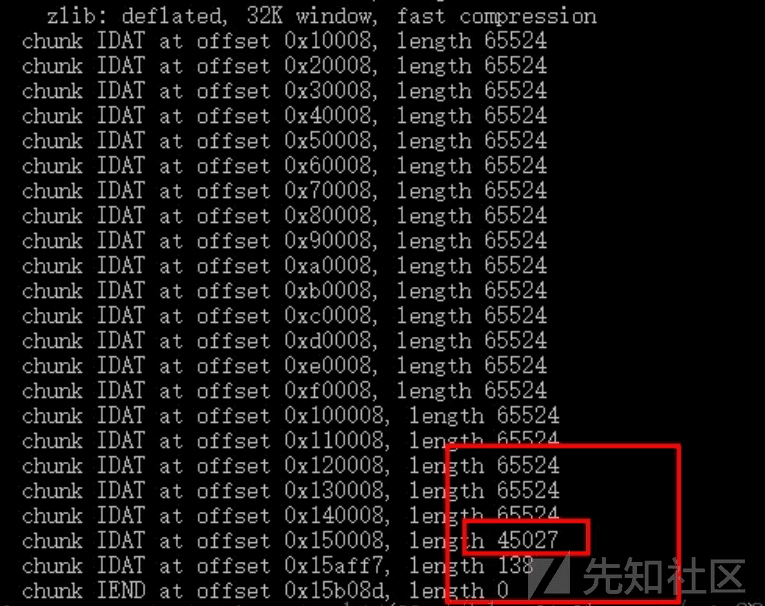 zlib: deflated, 32K window, fast compression
chunk IDAT at offset 0x10008, length 65524
chunk IDAT at offset 0x20008, length 65524
chunk IDAT at offset 0x30008, length 65524
chunk IDAT at offset 0x40008, length 65524
chunk IDAT at offset 0x50008, length 65524
chunk IDAT at offset 0x60008, length 65524
chunk IDAT at offset 0x70008, length 65524
chunk IDAT at offset 0x80008, length 65524
chunk IDAT at offset 0x90008, length 65524
chunk IDAT at offset 0xa0008, length 65524
chunk IDAT at offset 0xb0008, length 65524
chunk IDAT at offset 0xc0008, length 65524
chunk IDAT at offset 0xd0008, length 65524
chunk IDAT at offset 0xe0008, length 65524
chunk IDAT at offset 0xf0008, length 65524
chunk IDAT at offset 0x100008, length 65524
chunk IDAT at offset 0x110008, length 65524
chunk IDAT at offset 0x120008, length 65524
chunk IDAT at offset 0x130008, length 65524
chunk IDAT at offset 0x140008, length 65524
chunk IDAT at offset 0x150008, length 45027
chunk IDAT at offset 0x15aff7, length 138
chunk IEND at offset 0x15b08d, length 0
先知社区